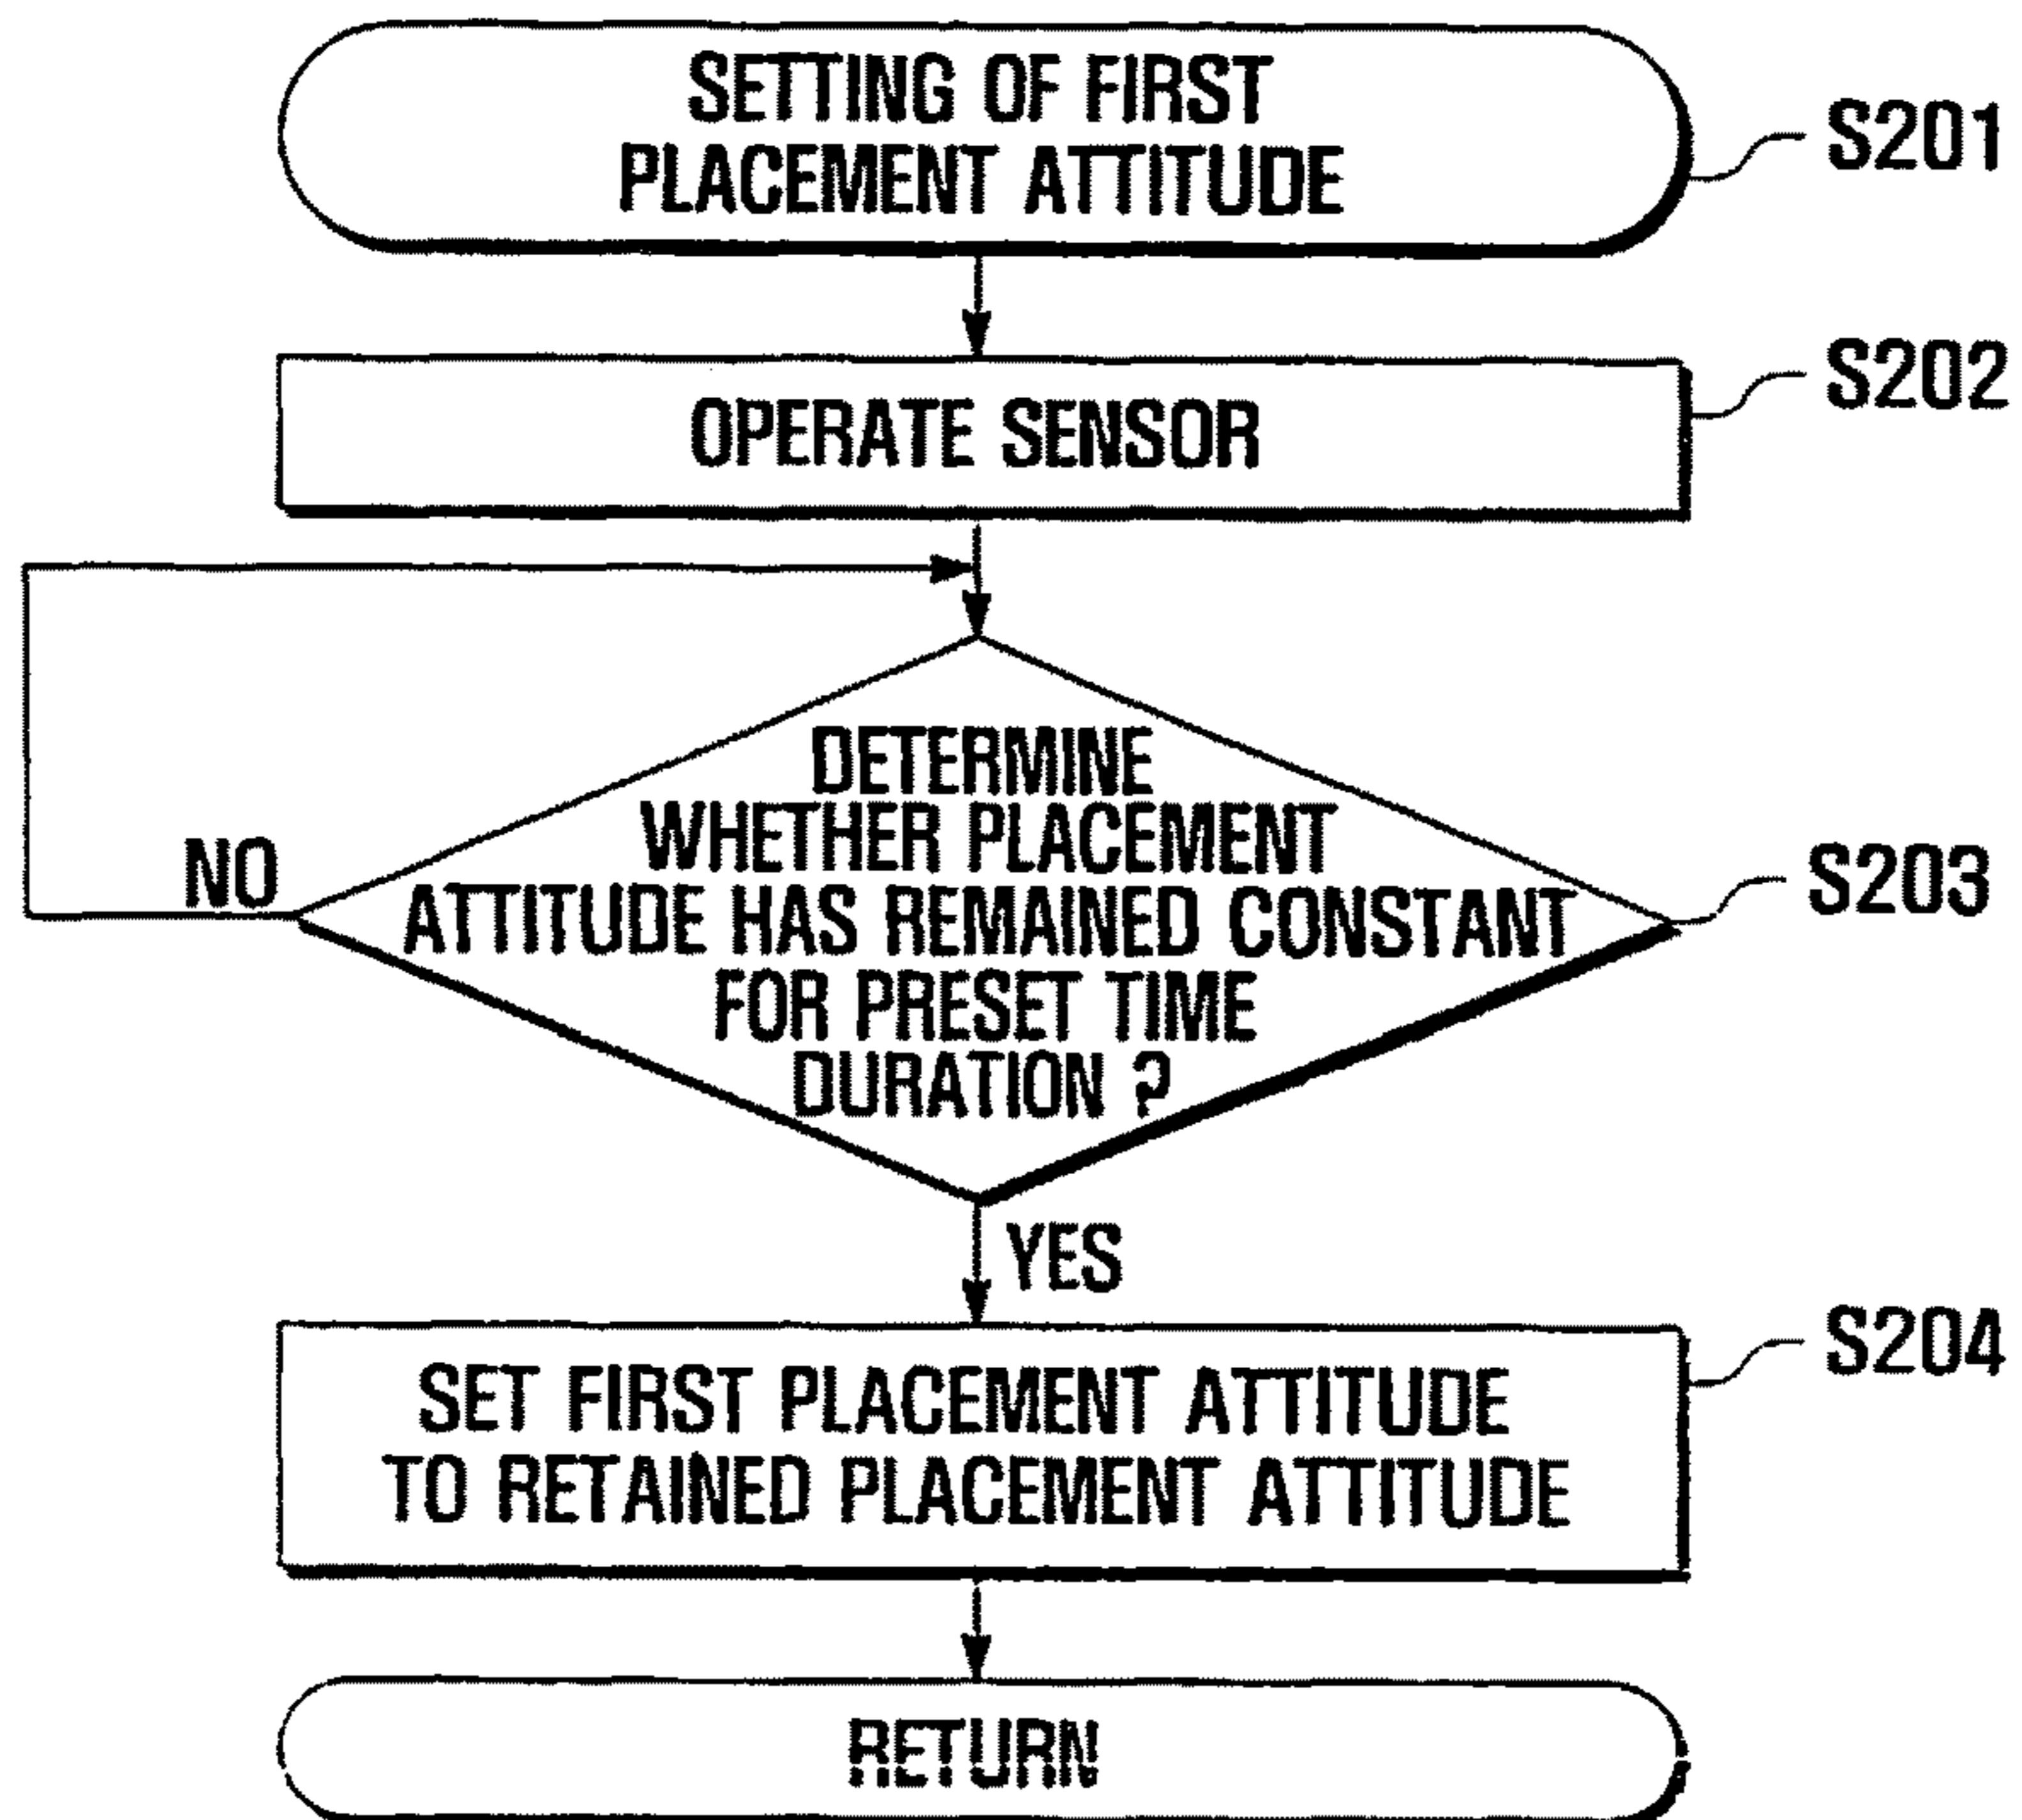 SETTING OF FIRST
PLACEMENT ATTITUDE
S201
OPERATE SENSOR
S202
DETERMINE
WHETHER PLACEMENT
ATTITUDE HAS REMAINED CONSTANT
FOR PRESET TIME
DURATION ?
NO
S203
YES
SET FIRST PLACEMENT ATTITUDE
TO RETAINED PLACEMENT ATTITUDE
S204
RETURN